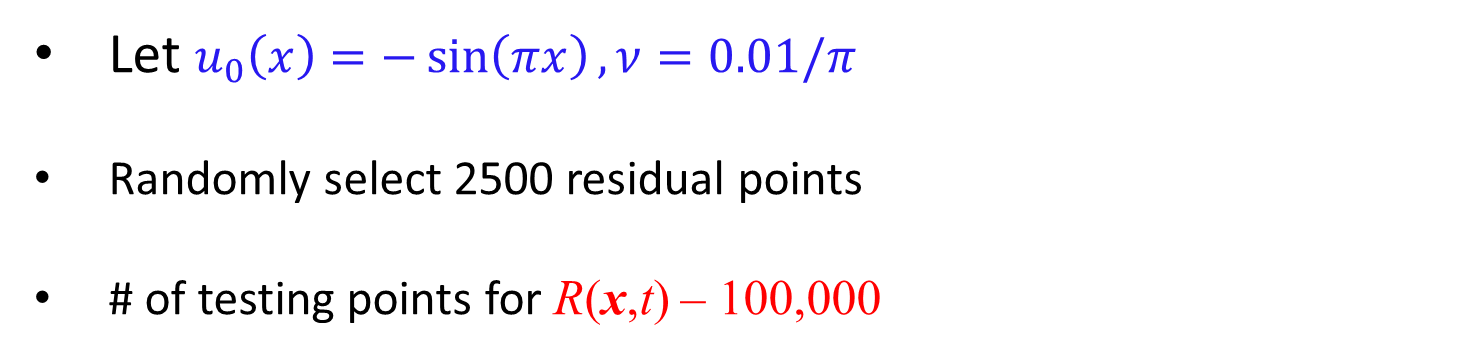 • Let u₀(x) = − sin(πx) , ν = 0.01/π
• Randomly select 2500 residual points
• # of testing points for R(x,t) – 100,000